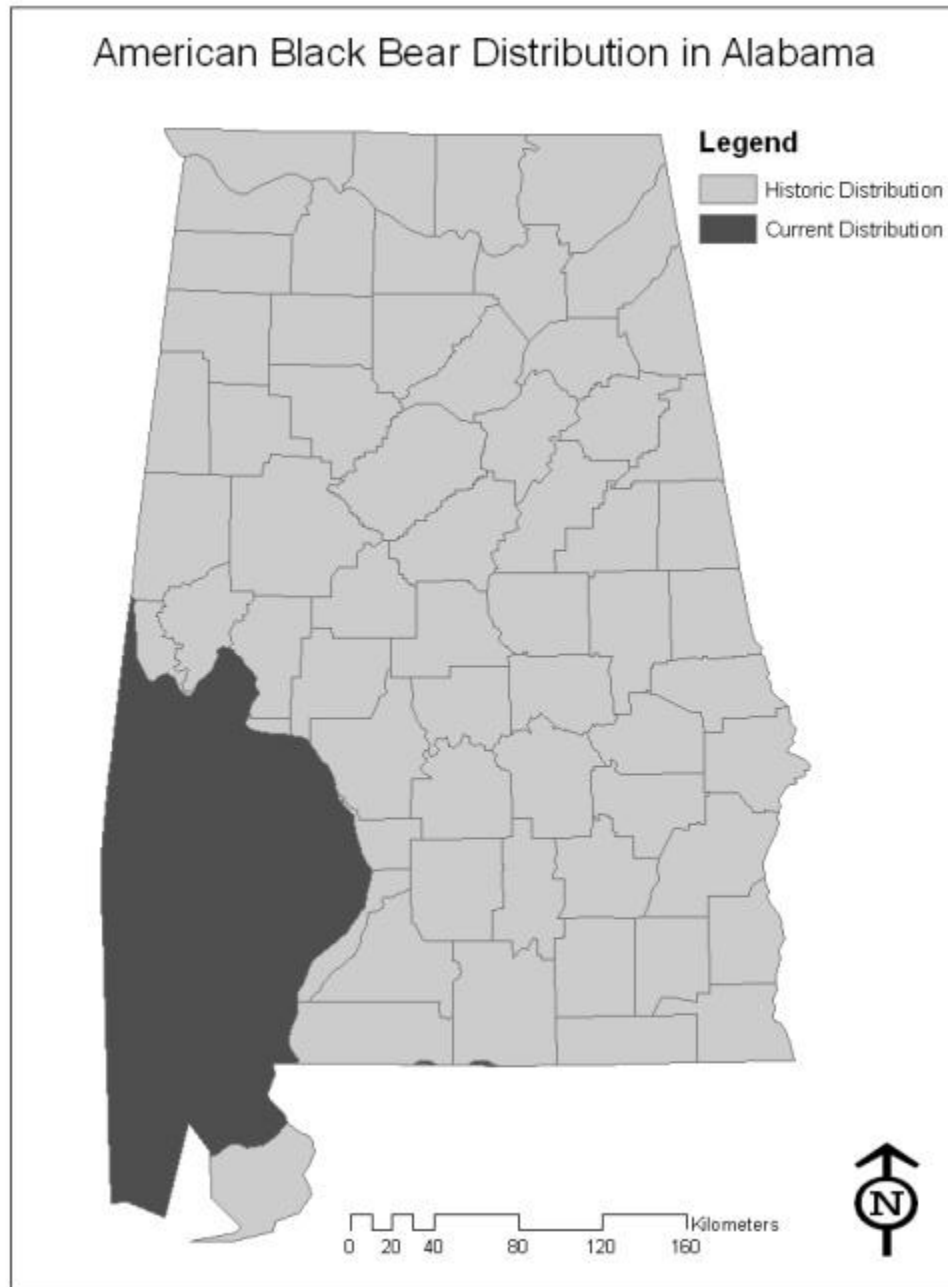 American Black Bear Distribution in Alabama
Legend
Historic Distribution
Current Distribution
N
Kilometers
0 20 40 80 120 160